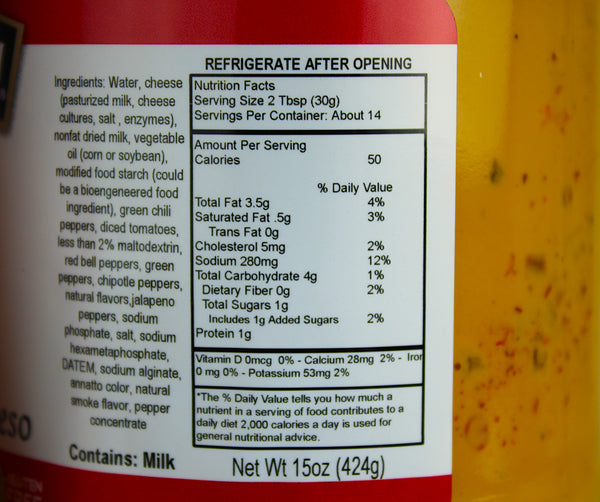 REFRIGERATE AFTER OPENING
Ingredients: Water, cheese
(pasturized milk, cheese
cultures, salt , enzymes),
nonfat dried milk, vegetable
oil (corn or soybean),
modified food starch (could
be a bioengeneered food
ingredient), green chili
peppers, diced tomatoes,
less than 2% maltodextrin,
red bell peppers, green
peppers, chipotle peppers,
natural flavors,jalapeno
peppers, sodium
phosphate, salt, sodium
hexametaphosphate,
DATEM, sodium alginate,
annatto color, natural
smoke flavor, pepper
concentrate
Contains: Milk
Nutrition Facts
Serving Size 2 Tbsp (30g)
Servings Per Container: About 14
Amount Per Serving
Calories 50
% Daily Value
Total Fat 3.5g 4%
Saturated Fat .5g 3%
Trans Fat 0g
Cholesterol 5mg 2%
Sodium 280mg 12%
Total Carbohydrate 4g 1%
Dietary Fiber 0g 2%
Total Sugars 1g
Includes 1g Added Sugars 2%
Protein 1g
Vitamin D 0mcg 0% - Calcium 28mg 2% - Iron
0 mg 0% - Potassium 53mg 2%
*The % Daily Value tells you how much a
nutrient in a serving of food contributes to a
daily diet 2,000 calories a day is used for
general nutritional advice.
Net Wt 15oz (424g)